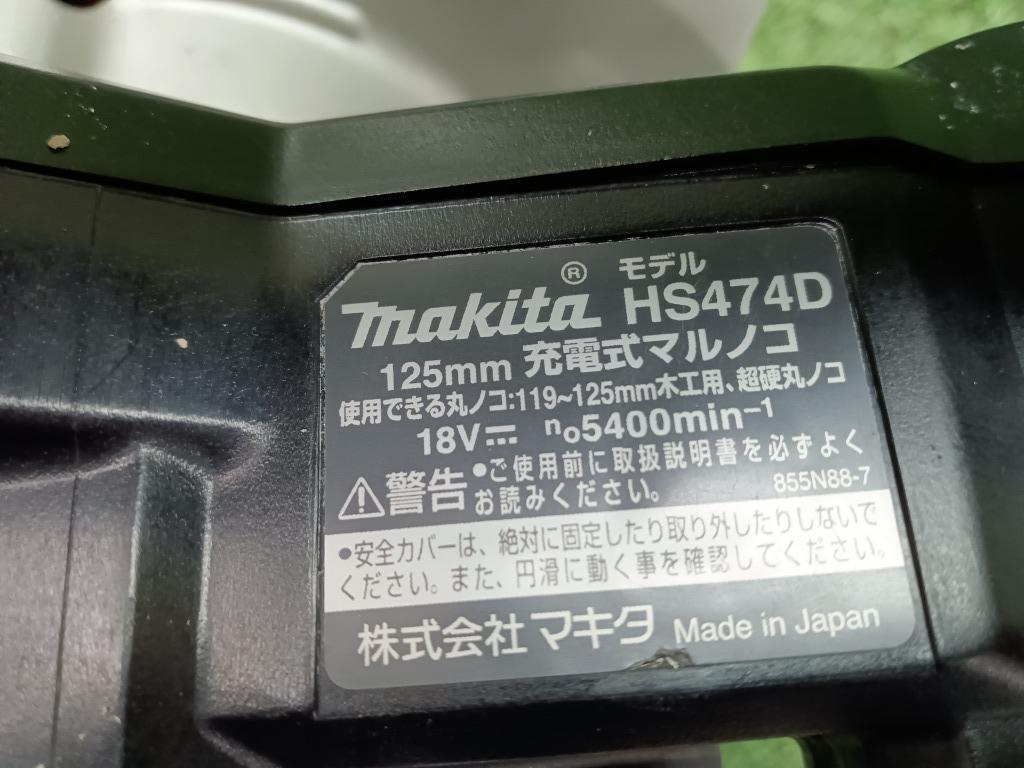 ® モデル
makita HS474D
125mm 充電式マルノコ
使用できる丸ノコ:119~125mm木工用、超硬丸ノコ
18V⎓ n₀5400min⁻¹
⚠警告 •ご使用前に取扱説明書を必ずよく
お読みください。 855N88-7
•安全カバーは、絶対に固定したり取り外したりしないで
ください。また、円滑に動く事を確認してください。
株式会社マキタ Made in Japan